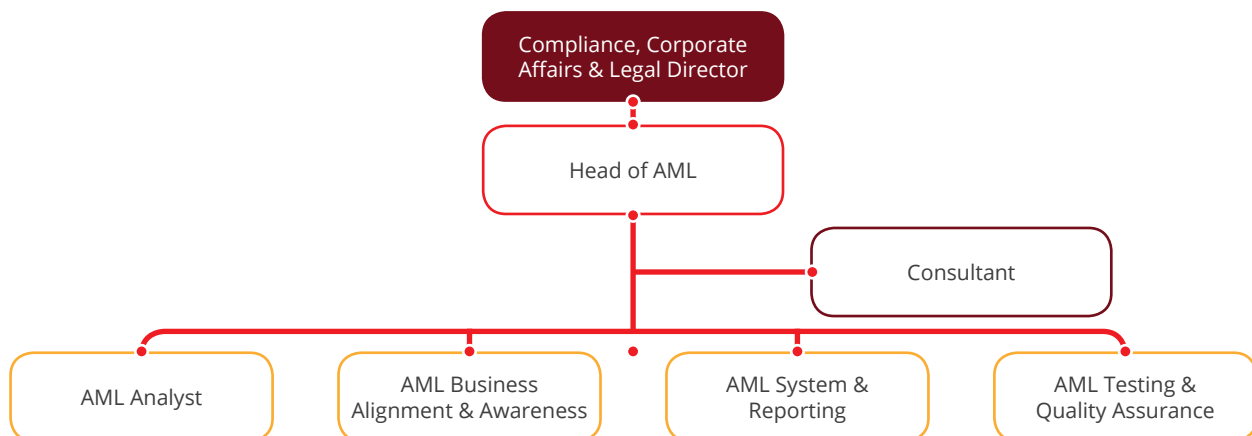 Compliance, Corporate
Affairs & Legal Director
Head of AML
Consultant
AML Analyst
AML Business
Alignment & Awareness
AML System &
Reporting
AML Testing &
Quality Assurance